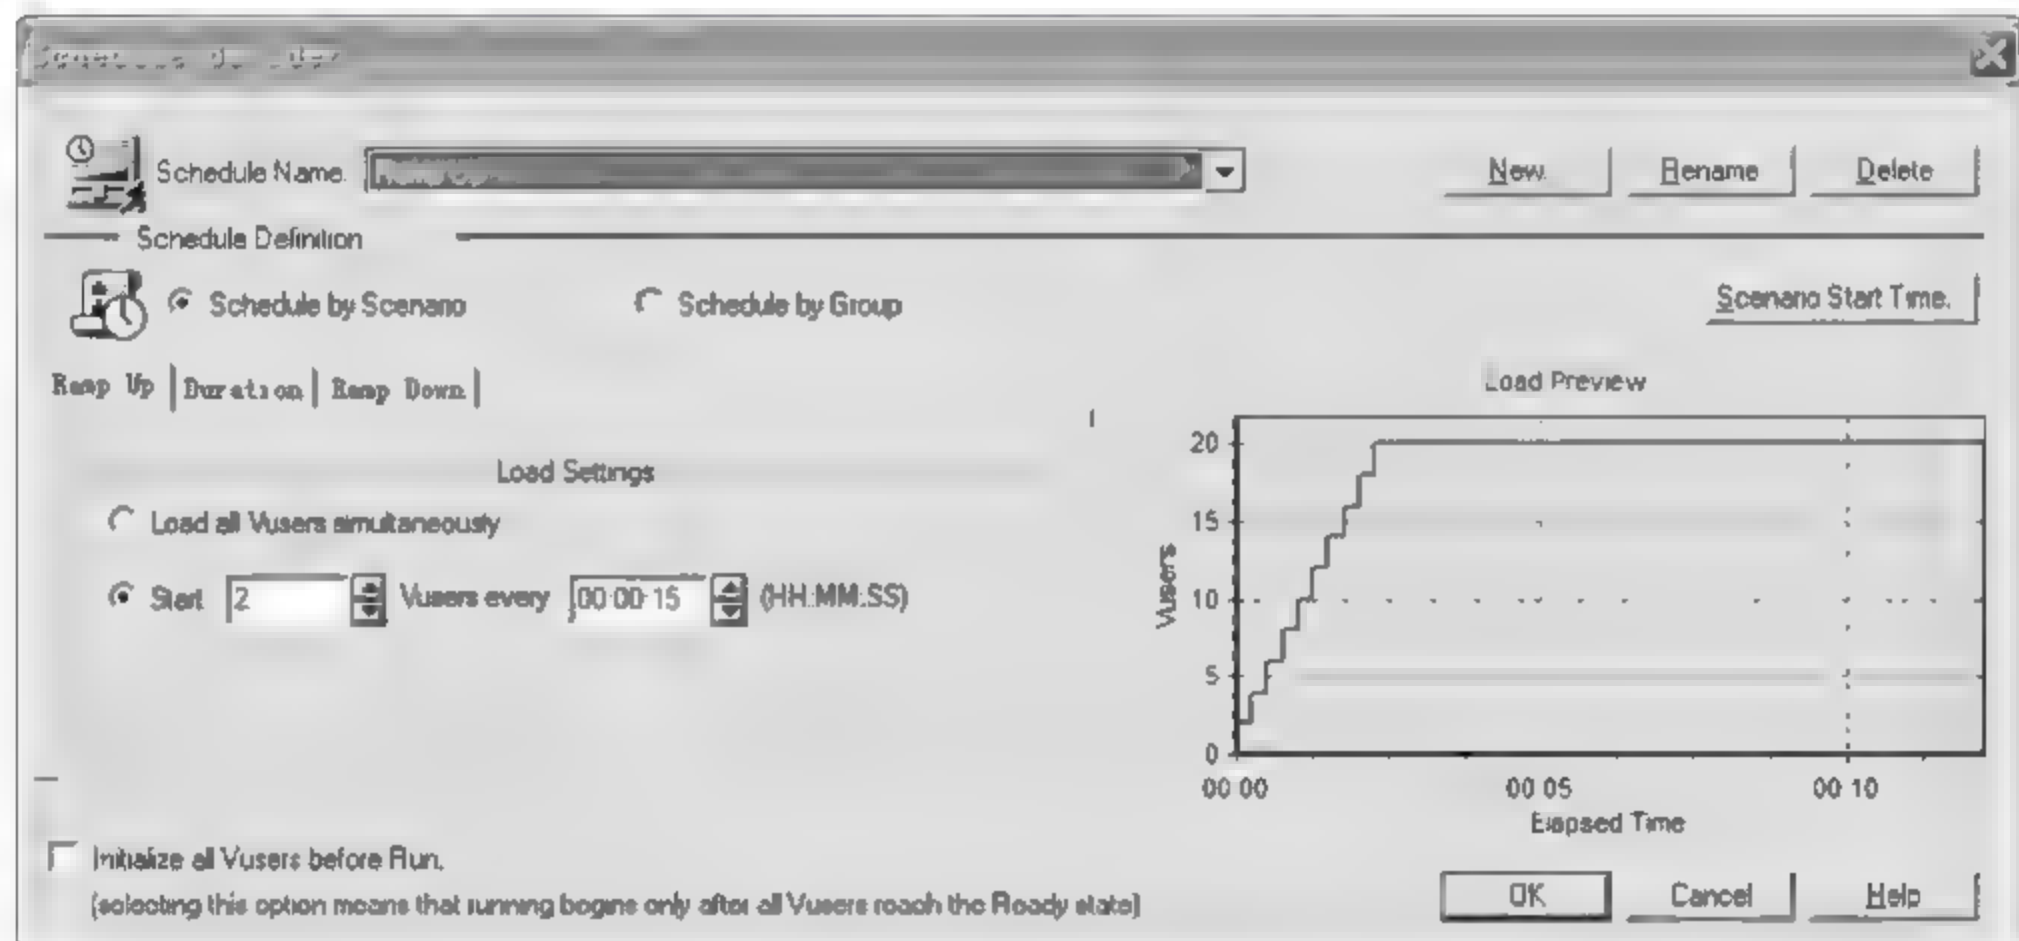 Schedule Name.
New.
Rename
Delete
Schedule Definition
Schedule by Scenario
Schedule by Group
Scenario Start Time.
Ramp Up
Duration
Ramp Down
Load Preview
Load Settings
Load all Vusers simultaneously
Start 2 Vusers every 00:00:15 (HH:MM:SS)
Vusers
20
15
10
5
0
00:00
00:05
00:10
Elapsed Time
Initialize all Vusers before Run.
(selecting this option means that running begins only after all Vusers reach the Ready state)
OK
Cancel
Help